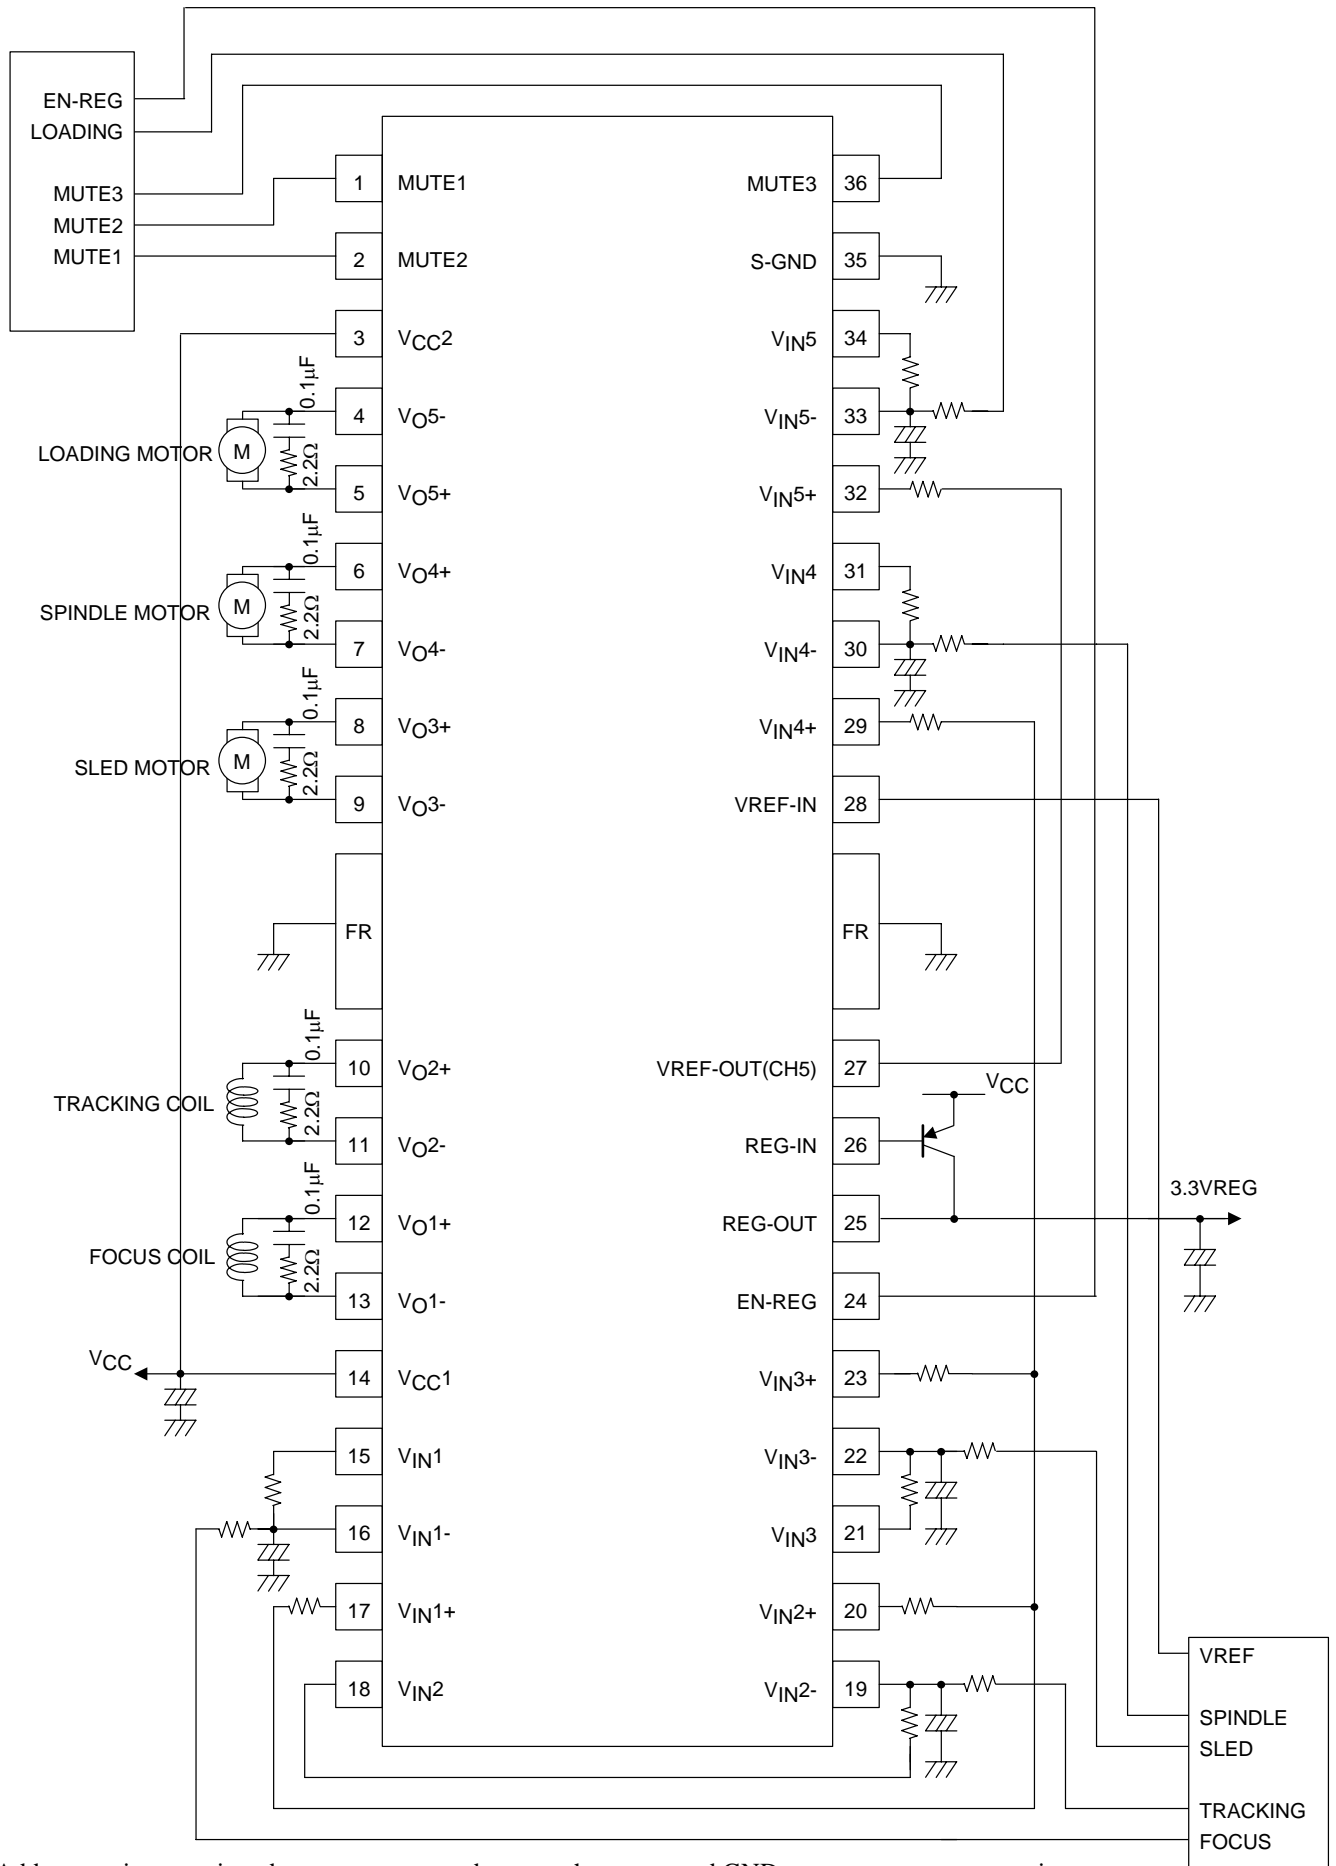 EN-REG
LOADING
MUTE3
MUTE2
MUTE1
1 MUTE1
MUTE3 36
2 MUTE2
S-GND 35
3 VCC2
VIN5 34
0.1µF
4 VO5-
VIN5- 33
LOADING MOTOR
M
2.2Ω
5 VO5+
VIN5+ 32
0.1µF
6 VO4+
VIN4 31
SPINDLE MOTOR
M
2.2Ω
7 VO4-
VIN4- 30
0.1µF
8 VO3+
VIN4+ 29
SLED MOTOR
M
2.2Ω
9 VO3-
VREF-IN 28
FR
FR
0.1µF
10 VO2+
VREF-OUT(CH5) 27
VCC
TRACKING COIL
2.2Ω
11 VO2-
REG-IN 26
0.1µF
3.3VREG
12 VO1+
REG-OUT 25
FOCUS COIL
2.2Ω
13 VO1-
EN-REG 24
VCC
14 VCC1
VIN3+ 23
15 VIN1
VIN3- 22
16 VIN1-
VIN3 21
17 VIN1+
VIN2+ 20
18 VIN2
VIN2- 19
VREF
SPINDLE
SLED
TRACKING
FOCUS